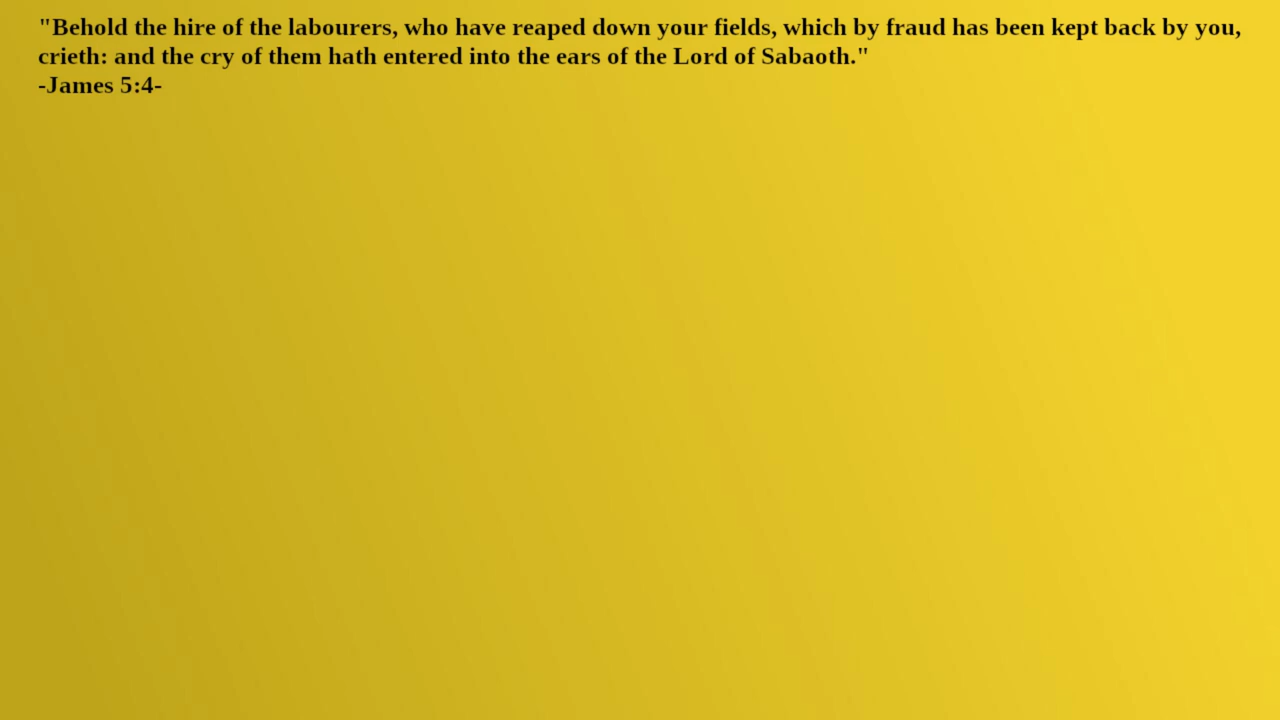 "Behold the hire of the labourers, who have reaped down your fields, which by fraud has been kept back by you,
crieth: and the cry of them hath entered into the ears of the Lord of Sabaoth."
-James 5:4-